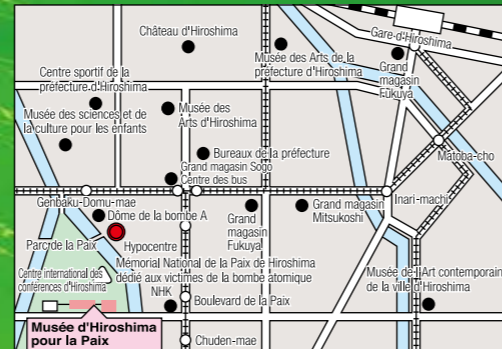 Château d'Hiroshima
Gare d'Hiroshima
Musée des Arts de la
préfecture d'Hiroshima
Grand
magasin
Fukuya
Centre sportif de la
préfecture d'Hiroshima
Musée des
Arts d'Hiroshima
Musée des sciences et de
la culture pour les enfants
Bureaux de la préfecture
Matoba-cho
Grand magasin Sogo
Centre des bus
Inari-machi
Genbaku-Domu-mae
Dôme de la bombe A
Grand
magasin
Fukuya
Grand magasin
Mitsukoshi
Parc de la Paix
Hypocentre
Mémorial National de la Paix de Hiroshima
dédié aux victimes de la bombe atomique
Centre international des
conférences d'Hiroshima
NHK
Boulevard de la Paix
Musée de l'Art contemporain
de la ville d'Hiroshima
Musée d'Hiroshima
pour la Paix
Chuden-mae